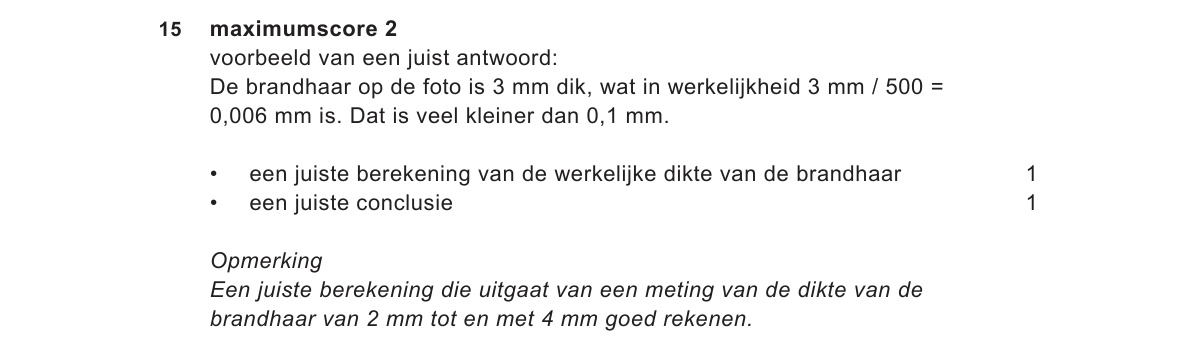 15 maximumscore 2
voorbeeld van een juist antwoord:
De brandhaar op de foto is 3 mm dik, wat in werkelijkheid 3 mm / 500 =
0,006 mm is. Dat is veel kleiner dan 0,1 mm.
• een juiste berekening van de werkelijke dikte van de brandhaar 1
• een juiste conclusie 1
Opmerking
Een juiste berekening die uitgaat van een meting van de dikte van de
brandhaar van 2 mm tot en met 4 mm goed rekenen.